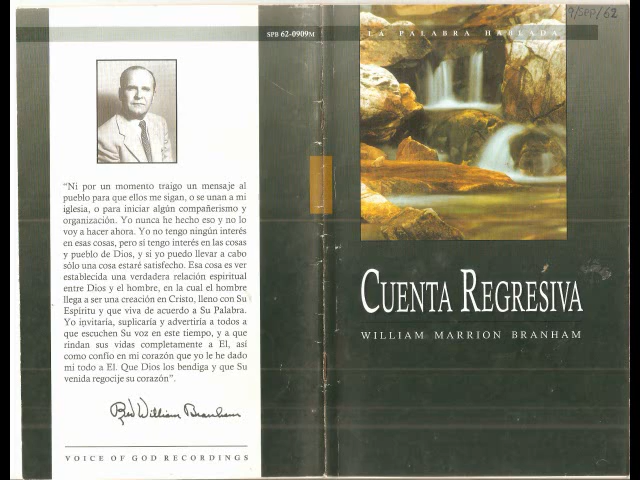 SPB 62-0909M
“Ni por un momento traigo un mensaje al
pueblo para que ellos me sigan, o se unan a mi
iglesia, o para iniciar algún compañerismo y
organización. Yo nunca he hecho eso y no lo
voy a hacer ahora. Yo no tengo ningún interés
en esas cosas, pero sí tengo interés en las cosas
y pueblo de Dios, y si yo puedo llevar a cabo
sólo una cosa estaré satisfecho. Esa cosa es ver
establecida una verdadera relación espiritual
entre Dios y el hombre, en la cual el hombre
llega a ser una creación en Cristo, lleno con Su
Espíritu y que viva de acuerdo a Su Palabra.
Yo invitaría, suplicaría y advertiría a todos a
que escuchen Su voz en este tiempo, y a que
rindan sus vidas completamente a El, así
como confío en mi corazón que yo le he dado
mi todo a El. Que Dios los bendiga y que Su
venida regocije su corazón”.
Rev William Branham
VOICE OF GOD RECORDINGS
9/SEP/62
LA PALABRA HABLADA
CUENTA REGRESIVA
WILLIAM MARRION BRANHAM